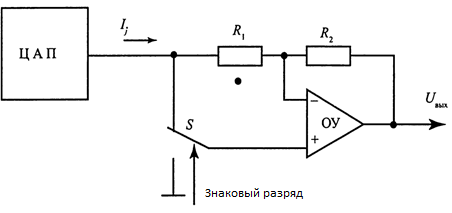 ЦАП
I_j
R_1
R_2
U_вых
S
−
+
ОУ
Знаковый разряд